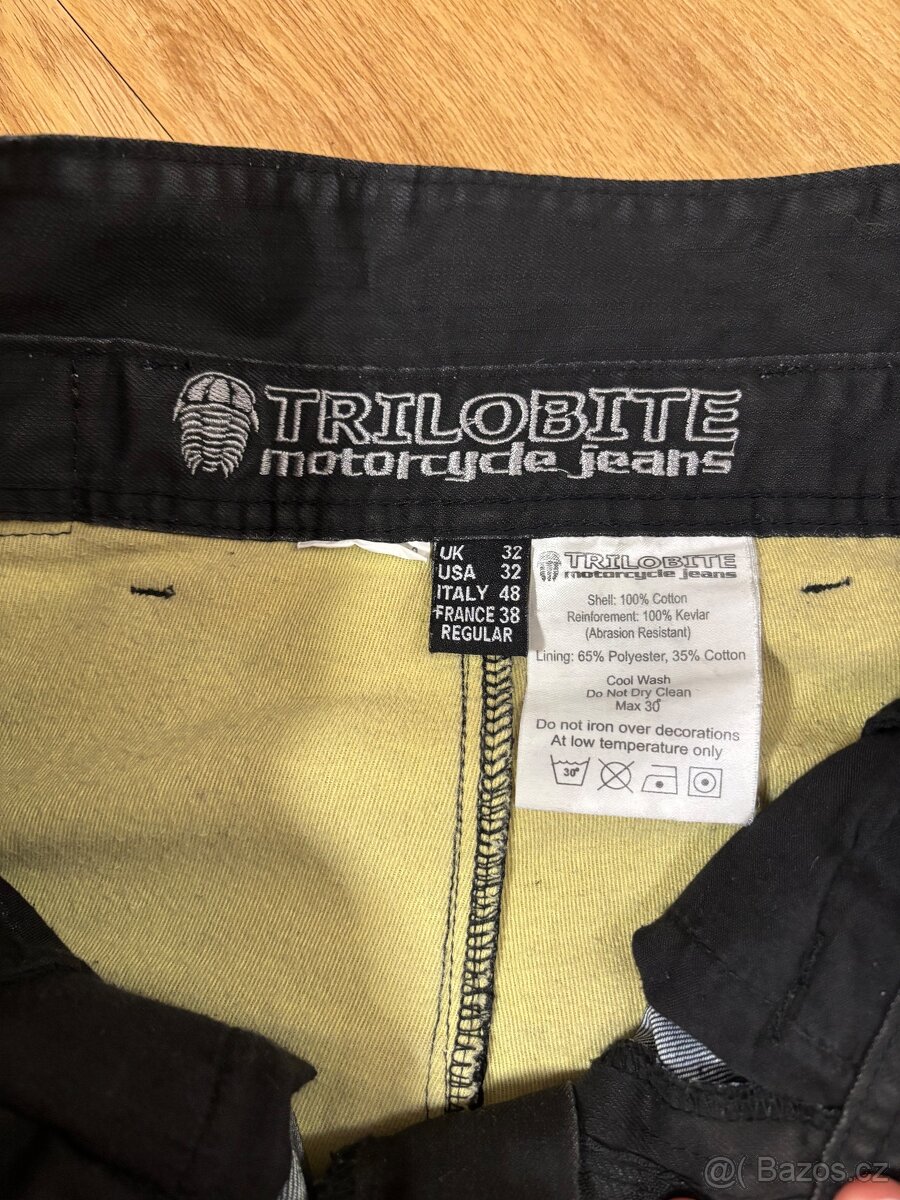 TRILOBITE
motorcycle jeans
UK 32
USA 32
ITALY 48
FRANCE 38
REGULAR
TRILOBITE
motorcycle jeans
Shell: 100% Cotton
Reinforement: 100% Kevlar
(Abrasion Resistant)
Lining: 65% Polyester, 35% Cotton
Cool Wash
Do Not Dry Clean
Max 30°
Do not iron over decorations
At low temperature only
30°
@( Bazos.cz